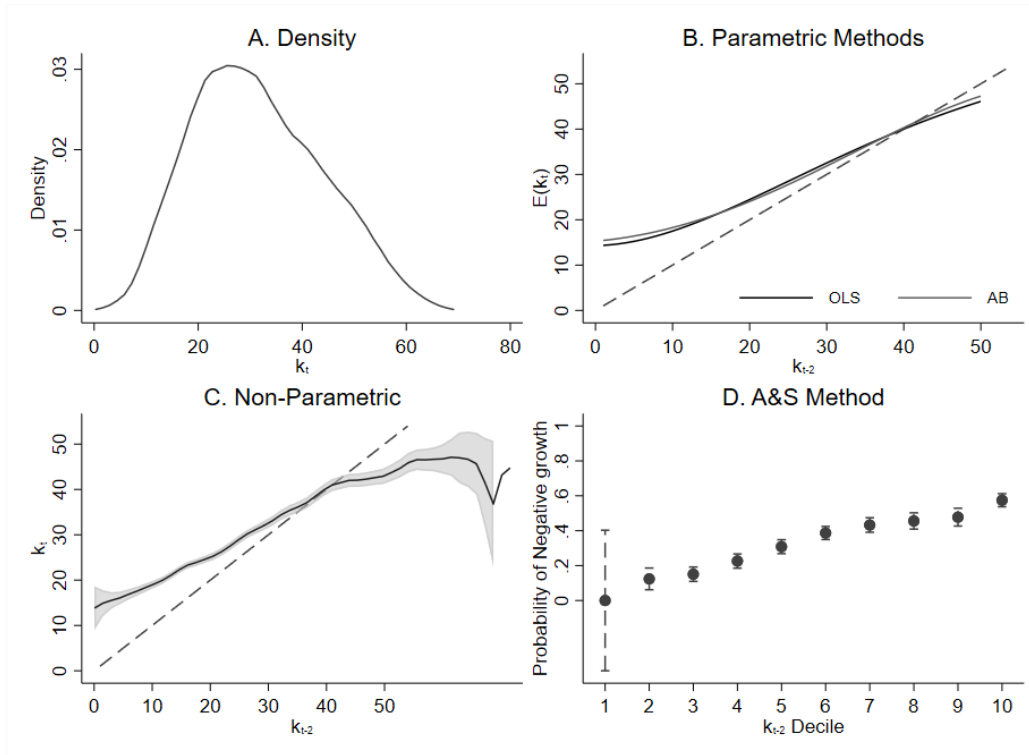 A. Density
Density
0 .01 .02 .03
0 20 40 60 80
kₜ
B. Parametric Methods
E(kₜ)
0 10 20 30 40 50
OLS AB
0 10 20 30 40 50
kₜ₋₂
C. Non-Parametric
kₜ
0 10 20 30 40 50
0 10 20 30 40 50
kₜ₋₂
D. A&S Method
Probability of Negative growth
0 .2 .4 .6 .8 1
1 2 3 4 5 6 7 8 9 10
kₜ₋₂ Decile